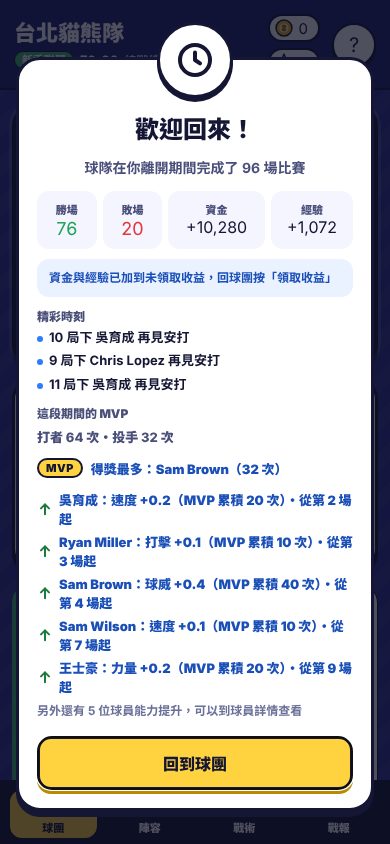 台北貓熊隊
0
?
歡迎回來！
球隊在你離開期間完成了 96 場比賽
勝場
76
敗場
20
資金
+10,280
經驗
+1,072
資金與經驗已加到未領取收益，回球團按「領取收益」
精彩時刻
10 局下 吳育成 再見安打
9 局下 Chris Lopez 再見安打
11 局下 吳育成 再見安打
這段期間的 MVP
打者 64 次・投手 32 次
MVP 得獎最多：Sam Brown（32 次）
↑ 吳育成：速度 +0.2（MVP 累積 20 次）・從第 2 場
起
↑ Ryan Miller：打擊 +0.1（MVP 累積 10 次）・從第
3 場起
↑ Sam Brown：球威 +0.4（MVP 累積 40 次）・從
第 4 場起
↑ Sam Wilson：速度 +0.1（MVP 累積 10 次）・從
第 7 場起
↑ 王士豪：力量 +0.2（MVP 累積 20 次）・從第 9 場
起
另外還有 5 位球員能力提升，可以到球員詳情查看
回到球團
球團
陣容
戰術
戰報